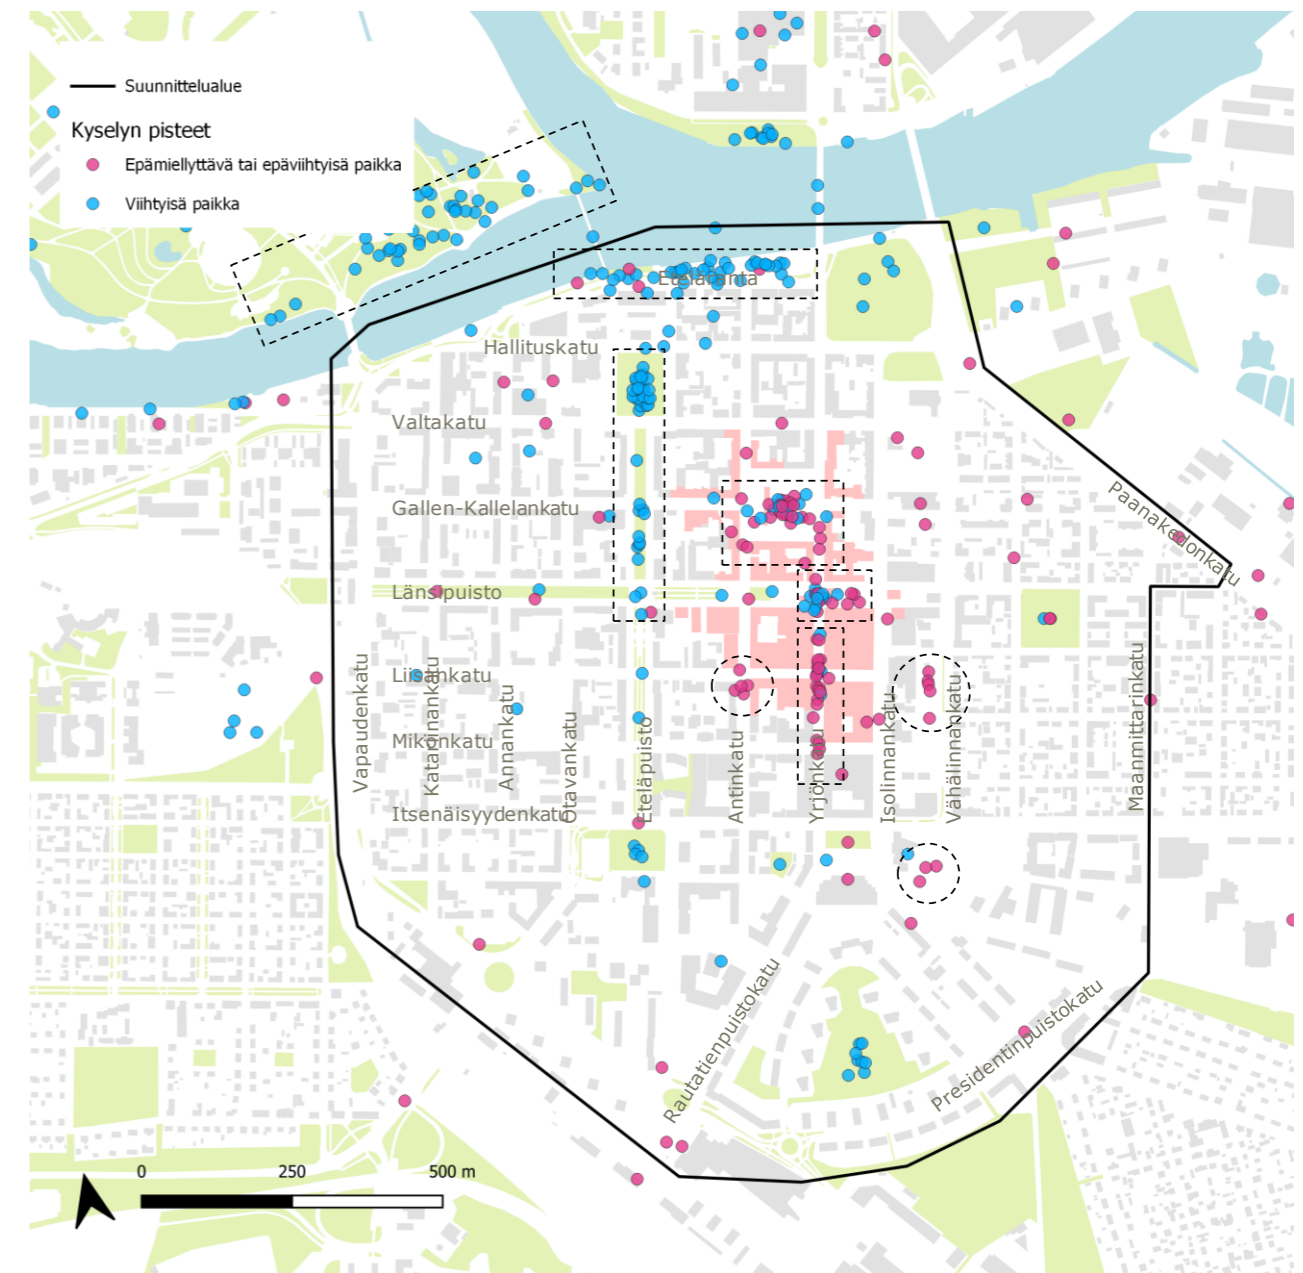 Suunnittelualue
Kyselyn pisteet
Epämiellyttävä tai epäviihtyisä paikka
Viihtyisä paikka
Etelaranta
Hallituskatu
Valtakatu
Gallen-Kallelankatu
Paanakedonkatu
Länsipuisto
Liisankatu
Mikonkatu
Itsenäisyydenkatu
Vapaudenkatu
Katariinankatu
Annankatu
Otavankatu
Eteläpuisto
Antinkatu
Yrjönkatu
Isolinnankatu
Vähälinnankatu
Maanmittarinkatu
Rautatienpuistokatu
Presidentinpuistokatu
0 250 500 m